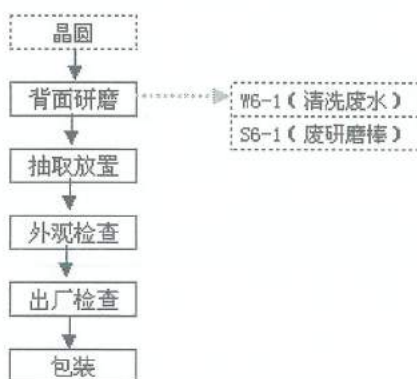 晶圆
背面研磨
W6-1(清洗废水)
S6-1(废研磨棒)
抽取放置
外观检查
出厂检查
包装